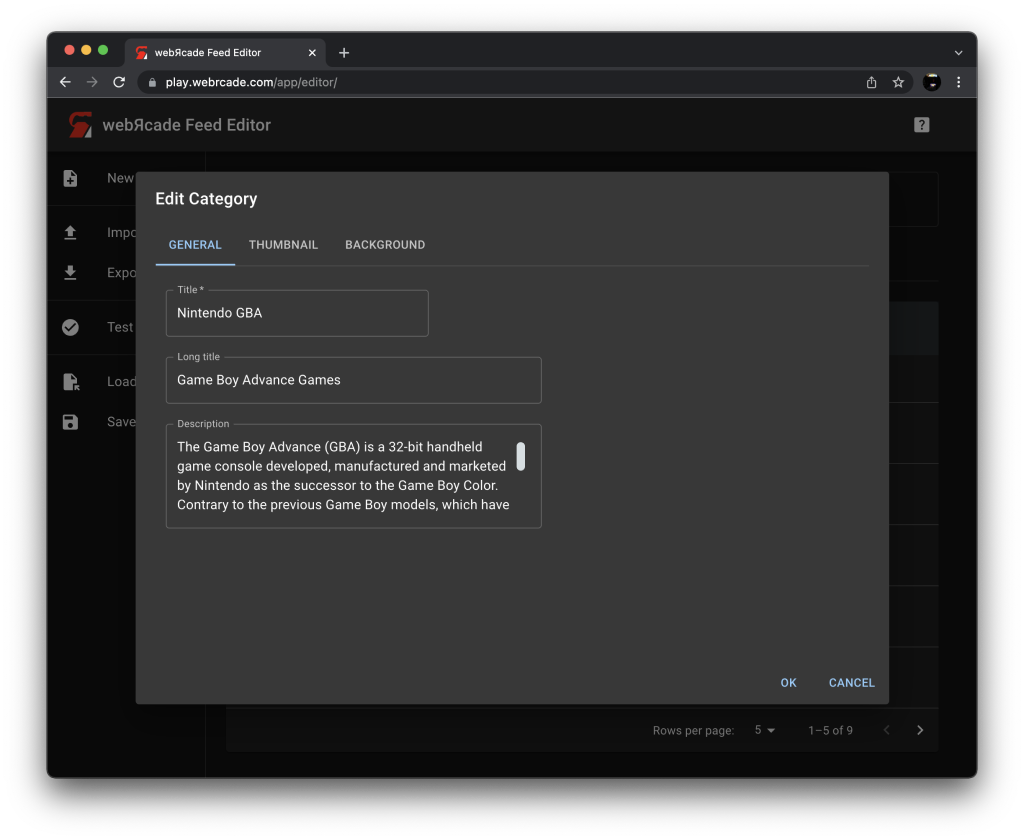 webЯcade Feed Editor
play.webrcade.com/app/editor/
webЯcade Feed Editor
?
New
Impo
Expo
Test
Load
Save
Edit Category
GENERAL THUMBNAIL BACKGROUND
Title *
Nintendo GBA
Long title
Game Boy Advance Games
Description
The Game Boy Advance (GBA) is a 32-bit handheld
game console developed, manufactured and marketed
by Nintendo as the successor to the Game Boy Color.
Contrary to the previous Game Boy models, which have
OK CANCEL
Rows per page: 5 1–5 of 9